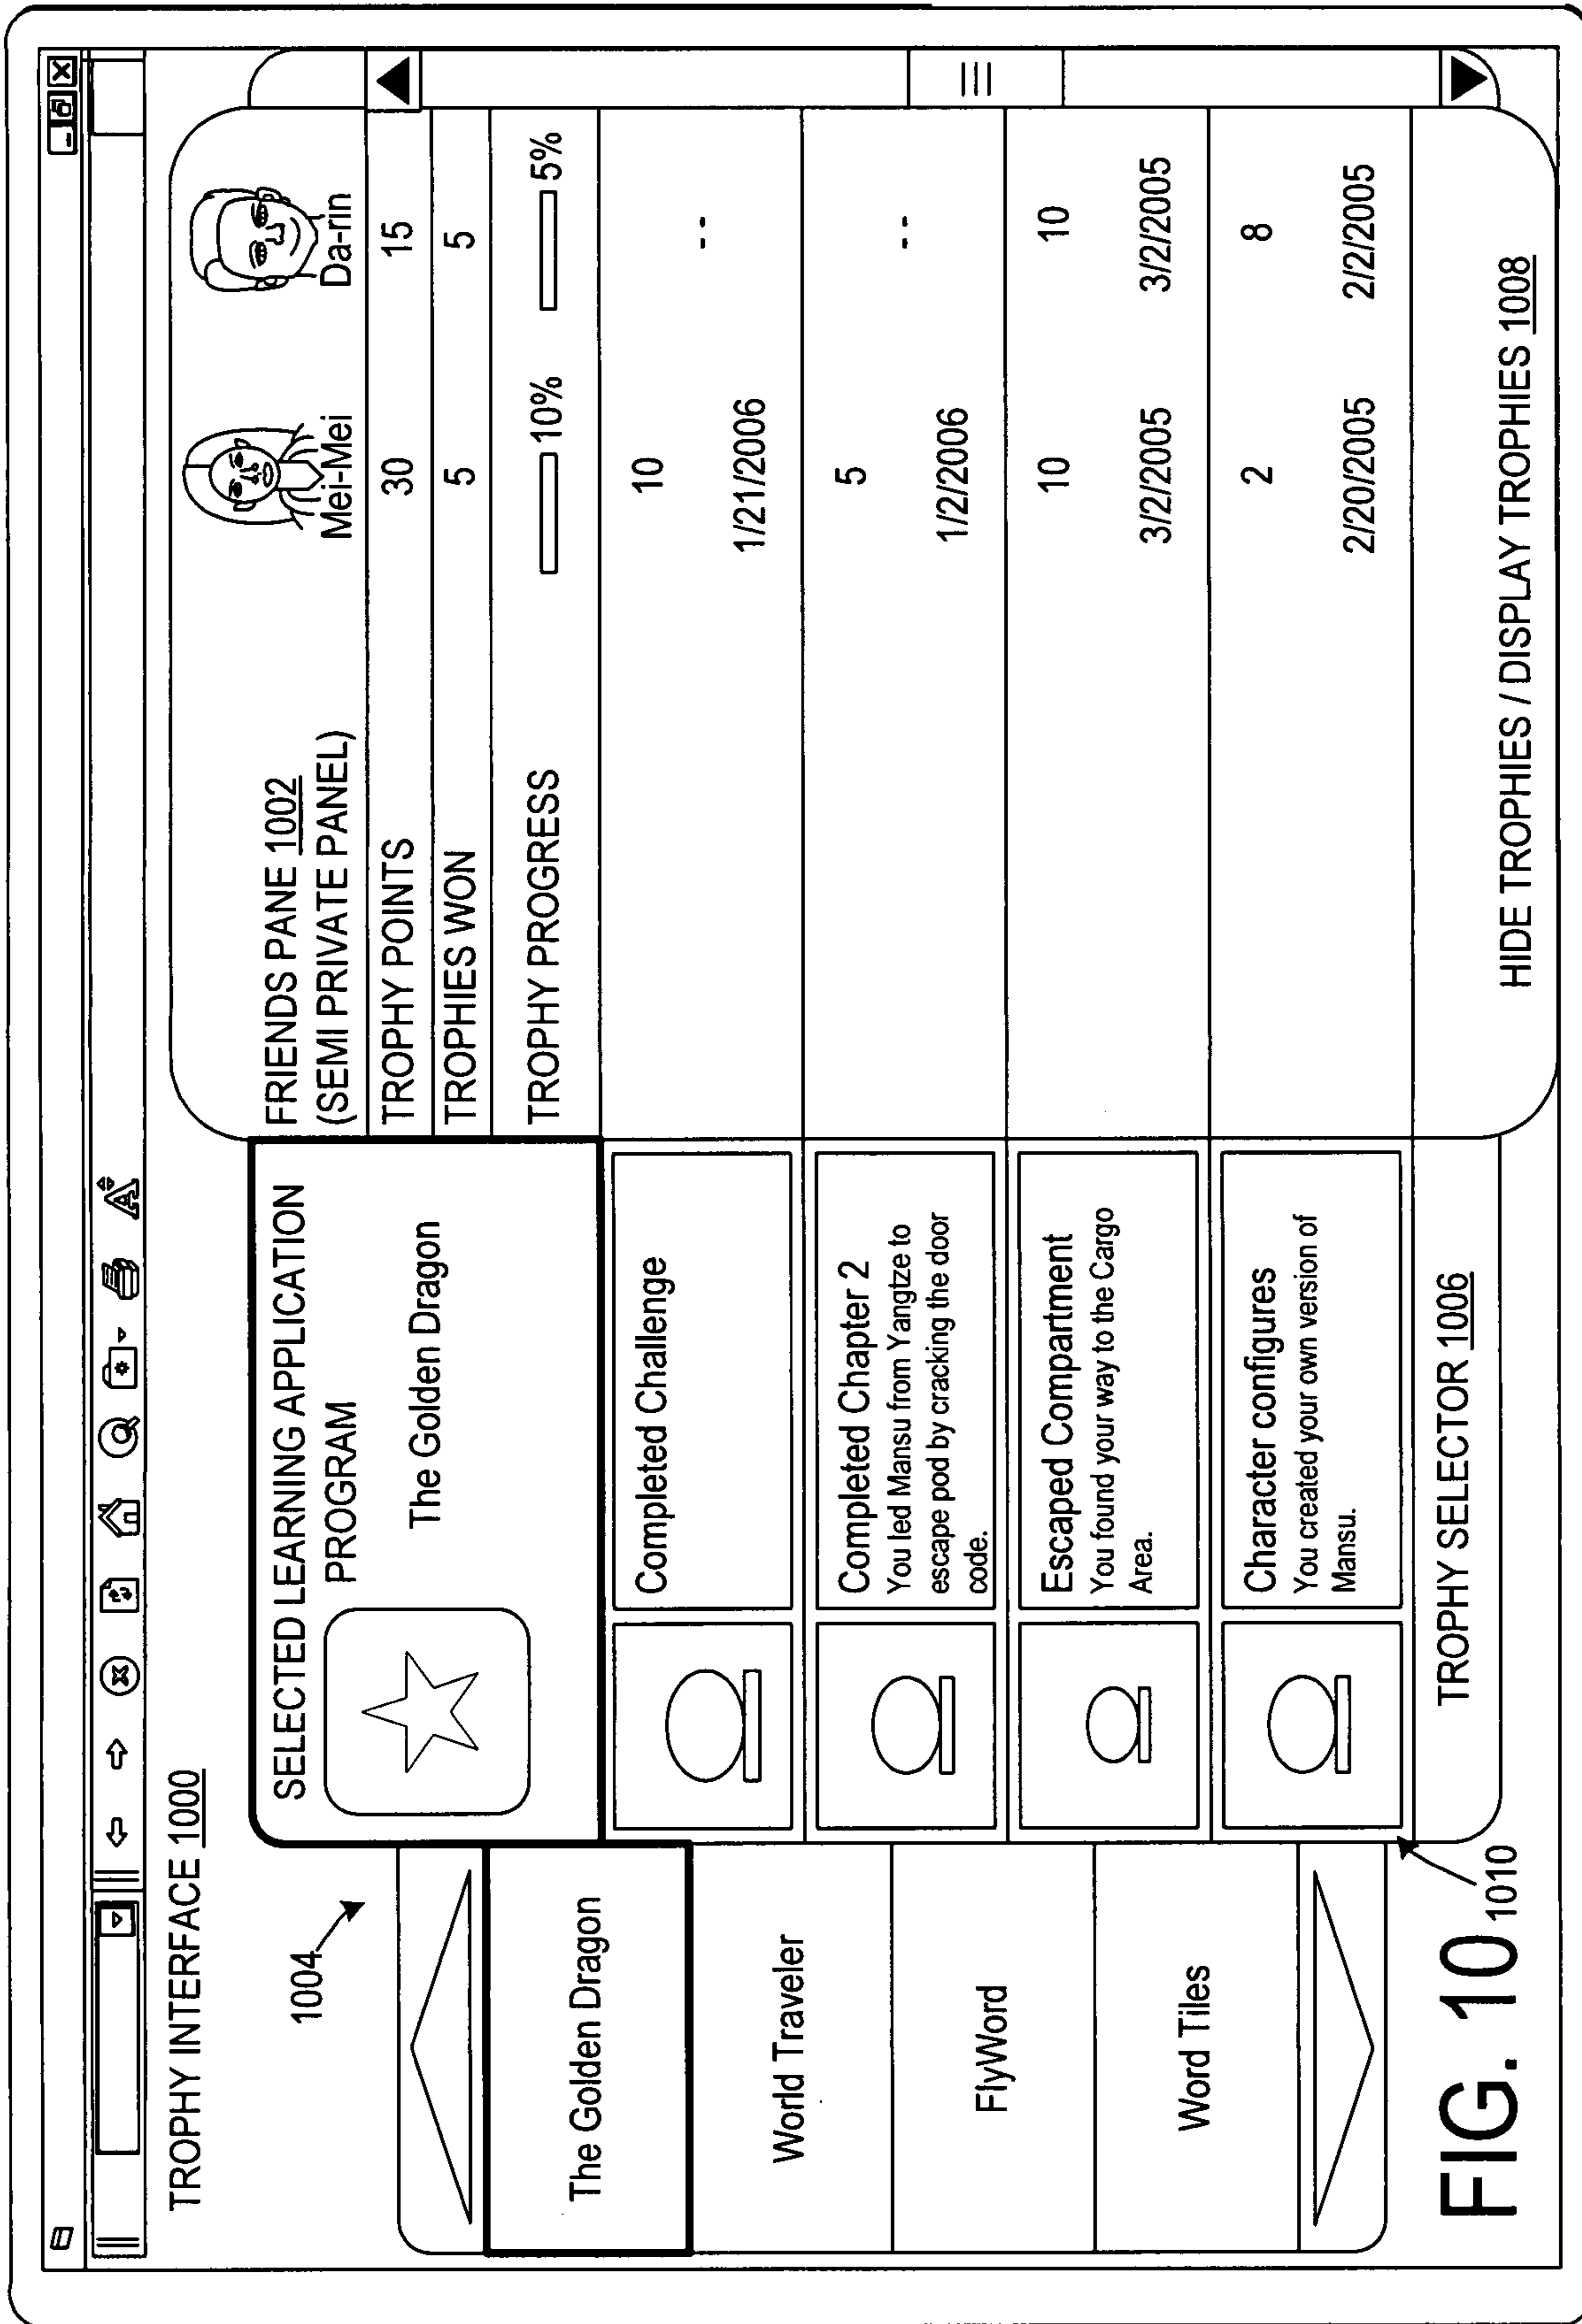 TROPHY INTERFACE 1000
1004
The Golden Dragon
World Traveler
FlyWord
Word Tiles
SELECTED LEARNING APPLICATION
PROGRAM
The Golden Dragon
Completed Challenge
Completed Chapter 2
You led Mansu from Yangtze to
escape pod by cracking the door
code.
Escaped Compartment
You found your way to the Cargo
Area.
Character configures
You created your own version of
Mansu.
TROPHY SELECTOR 1006
1010
FRIENDS PANE 1002
(SEMI PRIVATE PANEL)
Mei-Mei Da-rin
TROPHY POINTS 30 15
TROPHIES WON 5 5
TROPHY PROGRESS 10% 5%
10 --
1/21/2006
5 --
1/2/2006
10 10
3/2/2005 3/2/2005
2 8
2/20/2005 2/2/2005
HIDE TROPHIES / DISPLAY TROPHIES 1008
FIG. 10